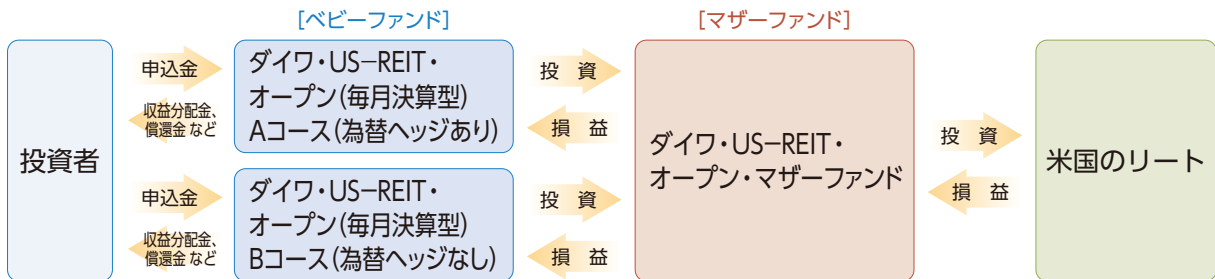 [ベビーファンド]
[マザーファンド]
投資者
申込金
収益分配金、
償還金 など
ダイワ・US−REIT・
オープン(毎月決算型)
Aコース(為替ヘッジあり)
投 資
損 益
申込金
収益分配金、
償還金 など
ダイワ・US−REIT・
オープン(毎月決算型)
Bコース(為替ヘッジなし)
投 資
損 益
ダイワ・US−REIT・
オープン・マザーファンド
投 資
損 益
米国のリート